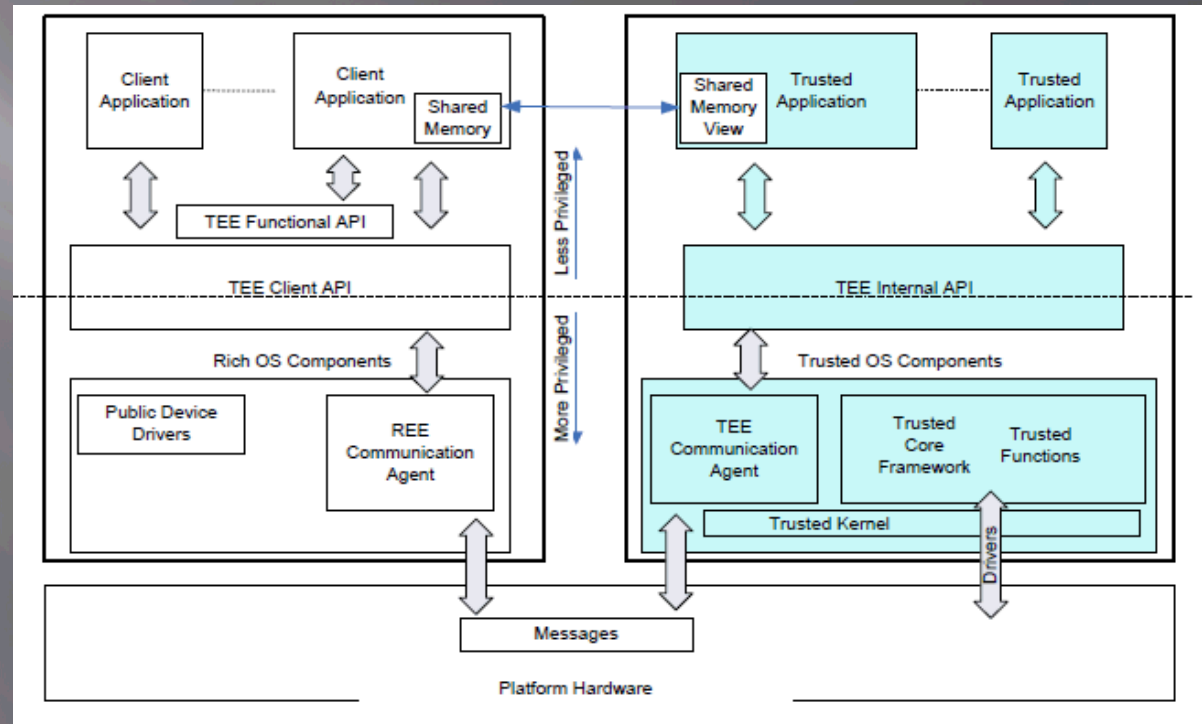 Client
Application
Client
Application
Shared
Memory
TEE Functional API
TEE Client API
Rich OS Components
Public Device
Drivers
REE
Communication
Agent
Less Privileged
More Privileged
Shared
Memory
View
Trusted
Application
Trusted
Application
TEE Internal API
Trusted OS Components
TEE
Communication
Agent
Trusted
Core
Framework
Trusted
Functions
Trusted Kernel
Drivers
Messages
Platform Hardware